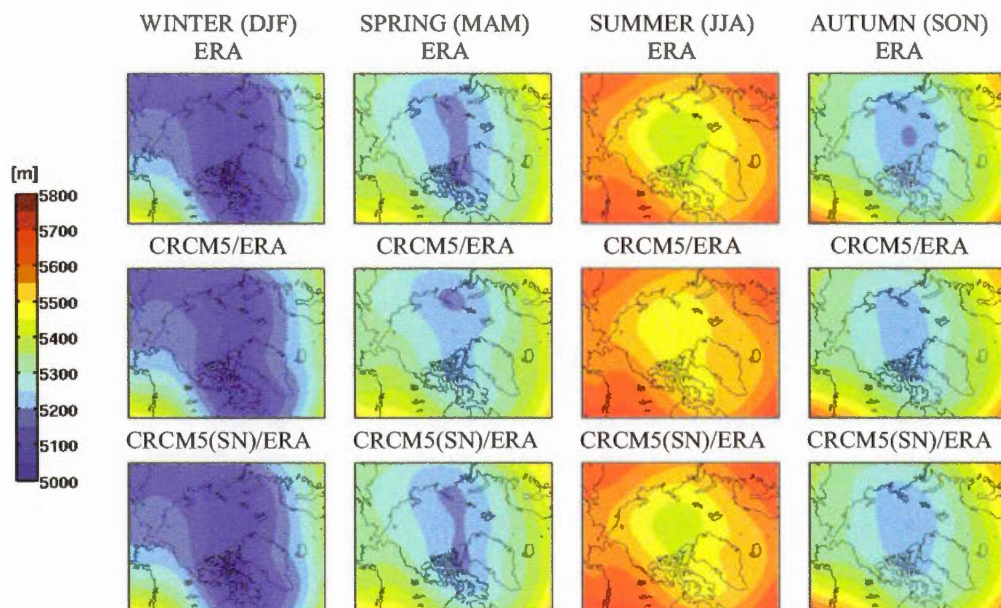 WINTER (DJF) SPRING (MAM) SUMMER (JJA) AUTUMN (SON)
ERA ERA ERA ERA
[m]
5800
5700
5600
5500
5400
5300
5200
5100
5000
CRCM5/ERA CRCM5/ERA CRCM5/ERA CRCM5/ERA
CRCM5(SN)/ERA CRCM5(SN)/ERA CRCM5(SN)/ERA CRCM5(SN)/ERA